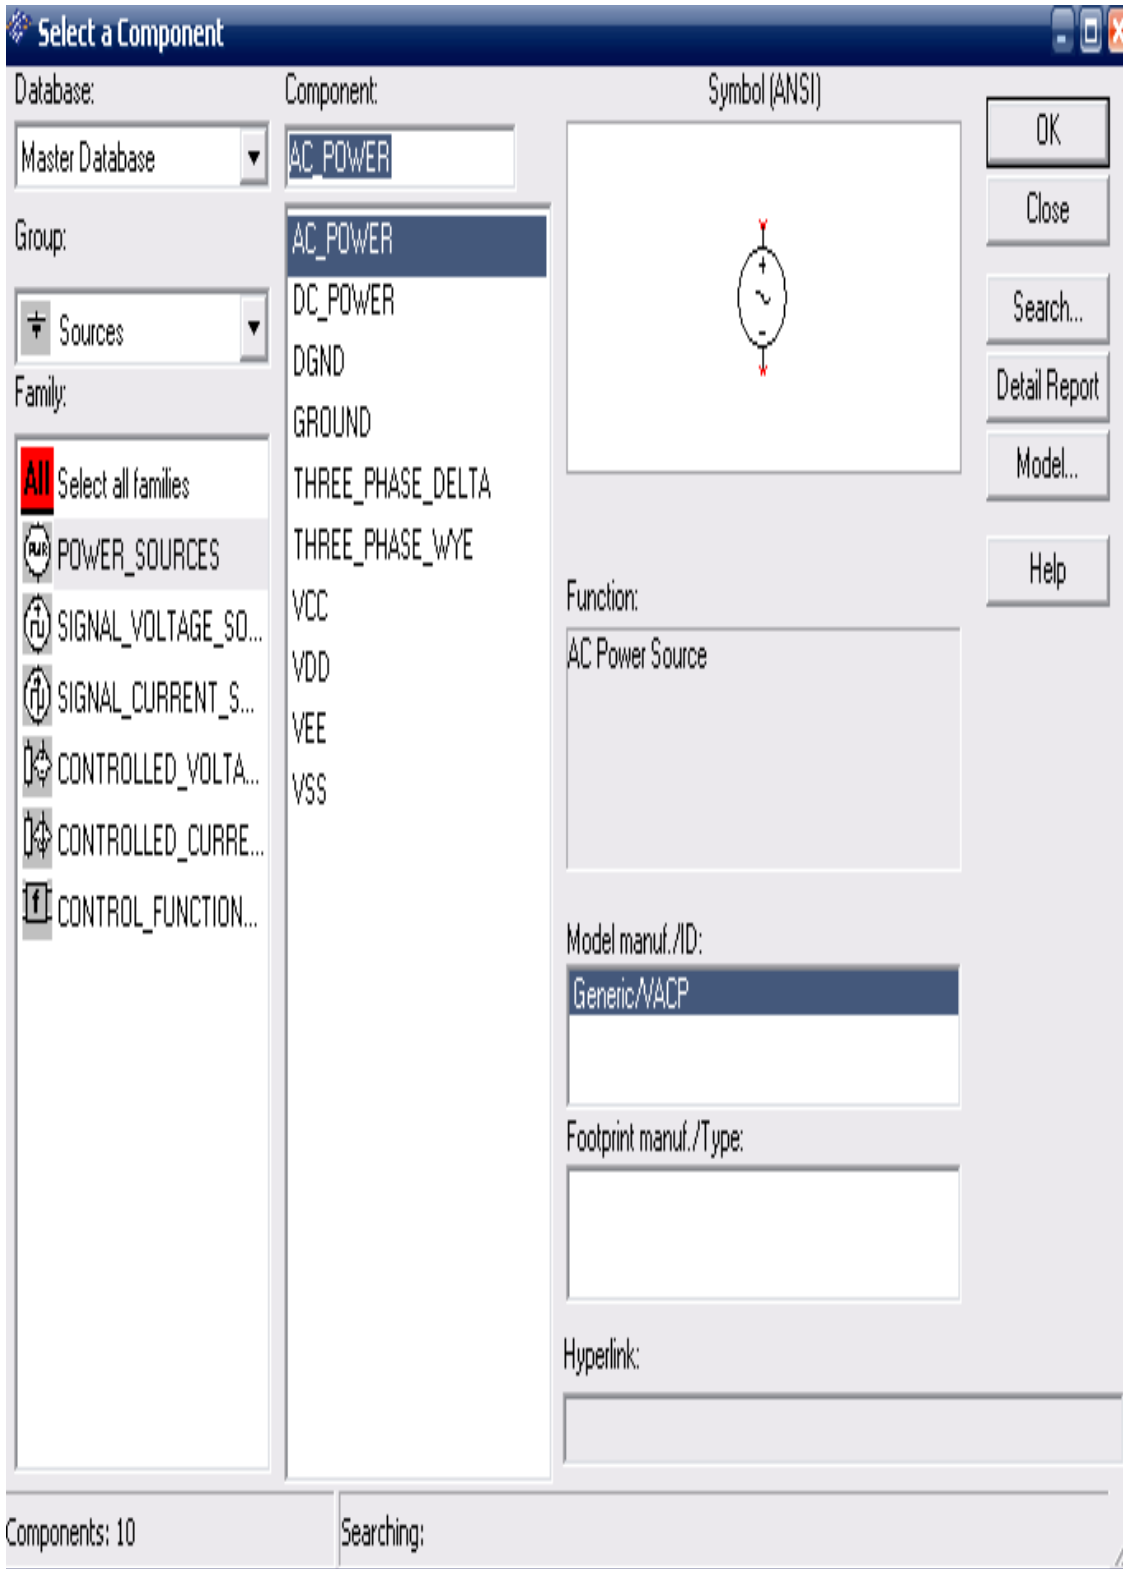 Select a Component
Database:
Master Database
Group:
Sources
Family:
All Select all families
PWR POWER_SOURCES
SIGNAL_VOLTAGE_SO...
SIGNAL_CURRENT_S...
CONTROLLED_VOLTA...
CONTROLLED_CURRE...
f CONTROL_FUNCTION...
Component:
AC_POWER
AC_POWER
DC_POWER
DGND
GROUND
THREE_PHASE_DELTA
THREE_PHASE_WYE
VCC
VDD
VEE
VSS
Symbol (ANSI)
Function:
AC Power Source
Model manuf./ID:
Generic/VACP
Footprint manuf./Type:
Hyperlink:
OK
Close
Search...
Detail Report
Model...
Help
Components: 10
Searching: